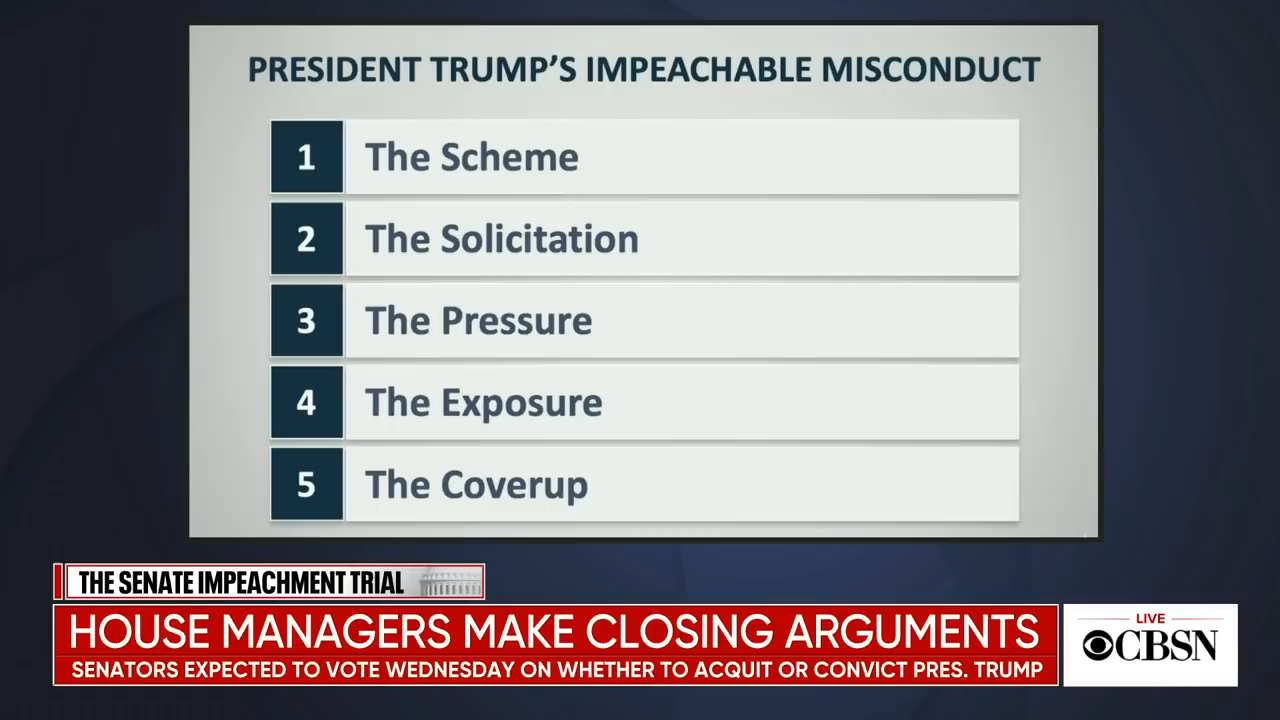 PRESIDENT TRUMP'S IMPEACHABLE MISCONDUCT
1 The Scheme
2 The Solicitation
3 The Pressure
4 The Exposure
5 The Coverup
THE SENATE IMPEACHMENT TRIAL
HOUSE MANAGERS MAKE CLOSING ARGUMENTS
SENATORS EXPECTED TO VOTE WEDNESDAY ON WHETHER TO ACQUIT OR CONVICT PRES. TRUMP
LIVE
CBSN